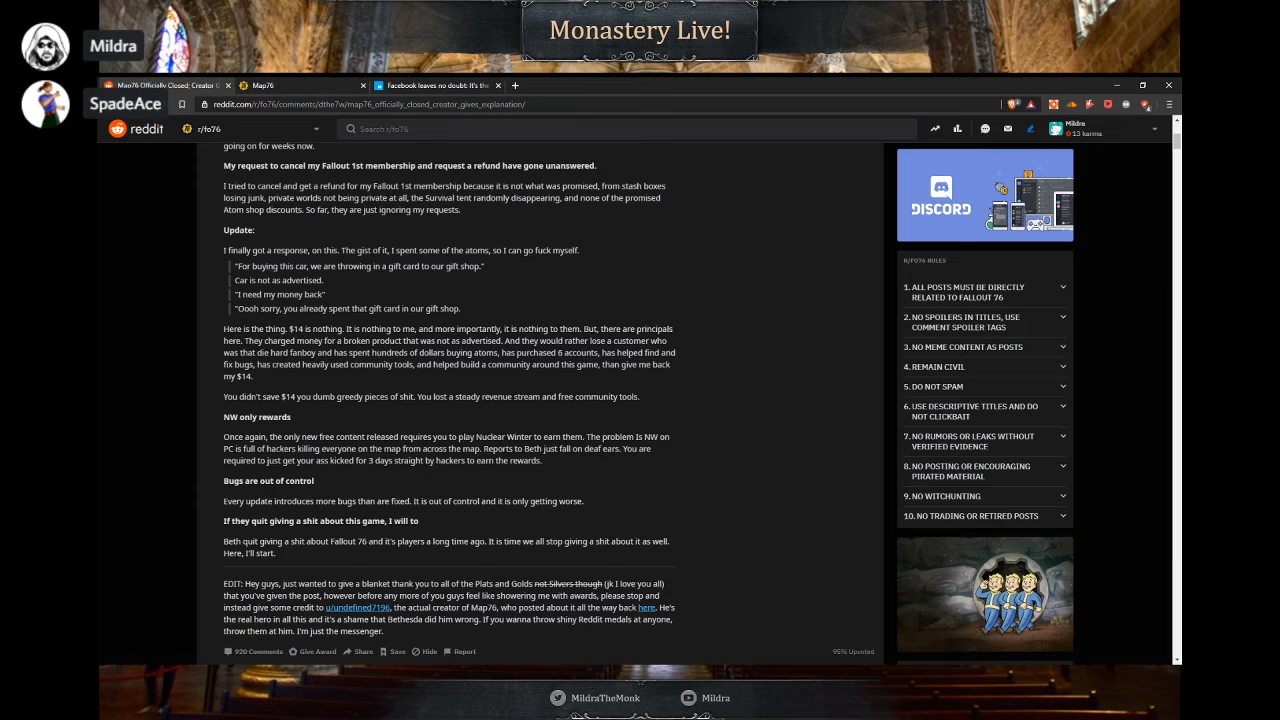 Monastery Live!
Mildra
SpadeAce
Map76 Officially Closed; Creator G
Map76
Facebook leaves no doubt: It's the
reddit.com/r/fo76/comments/dthe7w/map76_officially_closed_creator_gives_explanation/
reddit
r/fo76
Search r/fo76
Mildra
13 karma
going on for weeks now.
My request to cancel my Fallout 1st membership and request a refund have gone unanswered.
I tried to cancel and get a refund for my Fallout 1st membership because it is not what was promised, from stash boxes
losing junk, private worlds not being private at all, the Survival tent randomly disappearing, and none of the promised
Atom shop discounts. So far, they are just ignoring my requests.
Update:
I finally got a response, on this. The gist of it, I spent some of the atoms, so I can go fuck myself.
"For buying this car, we are throwing in a gift card to our gift shop."
Car is not as advertised.
"I need my money back"
"Oooh sorry, you already spent that gift card in our gift shop.
Here is the thing. $14 is nothing. It is nothing to me, and more importantly, it is nothing to them. But, there are principals
here. They charged money for a broken product that was not as advertised. And they would rather lose a customer who
was that die hard fanboy and has spent hundreds of dollars buying atoms, has purchased 6 accounts, has helped find and
fix bugs, has created heavily used community tools, and helped build a community around this game, than give me back
my $14.
You didn't save $14 you dumb greedy pieces of shit. You lost a steady revenue stream and free community tools.
NW only rewards
Once again, the only new free content released requires you to play Nuclear Winter to earn them. The problem Is NW on
PC is full of hackers killing everyone on the map from across the map. Reports to Beth just fall on deaf ears. You are
required to just get your ass kicked for 3 days straight by hackers to earn the rewards.
Bugs are out of control
Every update introduces more bugs than are fixed. It is out of control and it is only getting worse.
If they quit giving a shit about this game, I will to
Beth quit giving a shit about Fallout 76 and it's players a long time ago. It is time we all stop giving a shit about it as well.
Here, I'll start.
EDIT: Hey guys, just wanted to give a blanket thank you to all of the Plats and Golds not Silvers though (jk I love you all)
that you've given the post, however before any more of you guys feel like showering me with awards, please stop and
instead give some credit to u/undefined7196, the actual creator of Map76, who posted about it all the way back here. He's
the real hero in all this and it's a shame that Bethesda did him wrong. If you wanna throw shiny Reddit medals at anyone,
throw them at him. I'm just the messenger.
920 Comments Give Award Share Save Hide Report
95% Upvoted
DISCORD
R/FO76 RULES
1. ALL POSTS MUST BE DIRECTLY
RELATED TO FALLOUT 76
2. NO SPOILERS IN TITLES, USE
COMMENT SPOILER TAGS
3. NO MEME CONTENT AS POSTS
4. REMAIN CIVIL
5. DO NOT SPAM
6. USE DESCRIPTIVE TITLES AND DO
NOT CLICKBAIT
7. NO RUMORS OR LEAKS WITHOUT
VERIFIED EVIDENCE
8. NO POSTING OR ENCOURAGING
PIRATED MATERIAL
9. NO WITCHUNTING
10. NO TRADING OR RETIRED POSTS
MildraTheMonk
Mildra